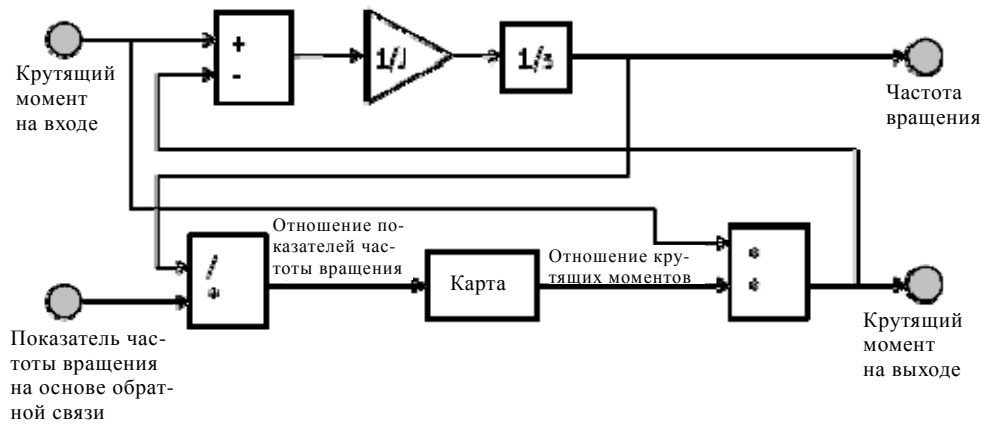 +
-
1/J
1/s
Крутящий
момент
на входе
Частота
вращения
Отношение по-
казателей час-
тоты вращения
/
*
Карта
Отношение кру-
тящих моментов
*
*
Показатель час-
тоты вращения
на основе обрат-
ной связи
Крутящий
момент
на выходе